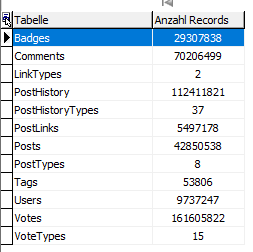 Tabelle Anzahl Records
Badges 29307838
Comments 70206499
LinkTypes 2
PostHistory 112411821
PostHistoryTypes 37
PostLinks 5497178
Posts 42850538
PostTypes 8
Tags 53806
Users 9737247
Votes 161605822
VoteTypes 15